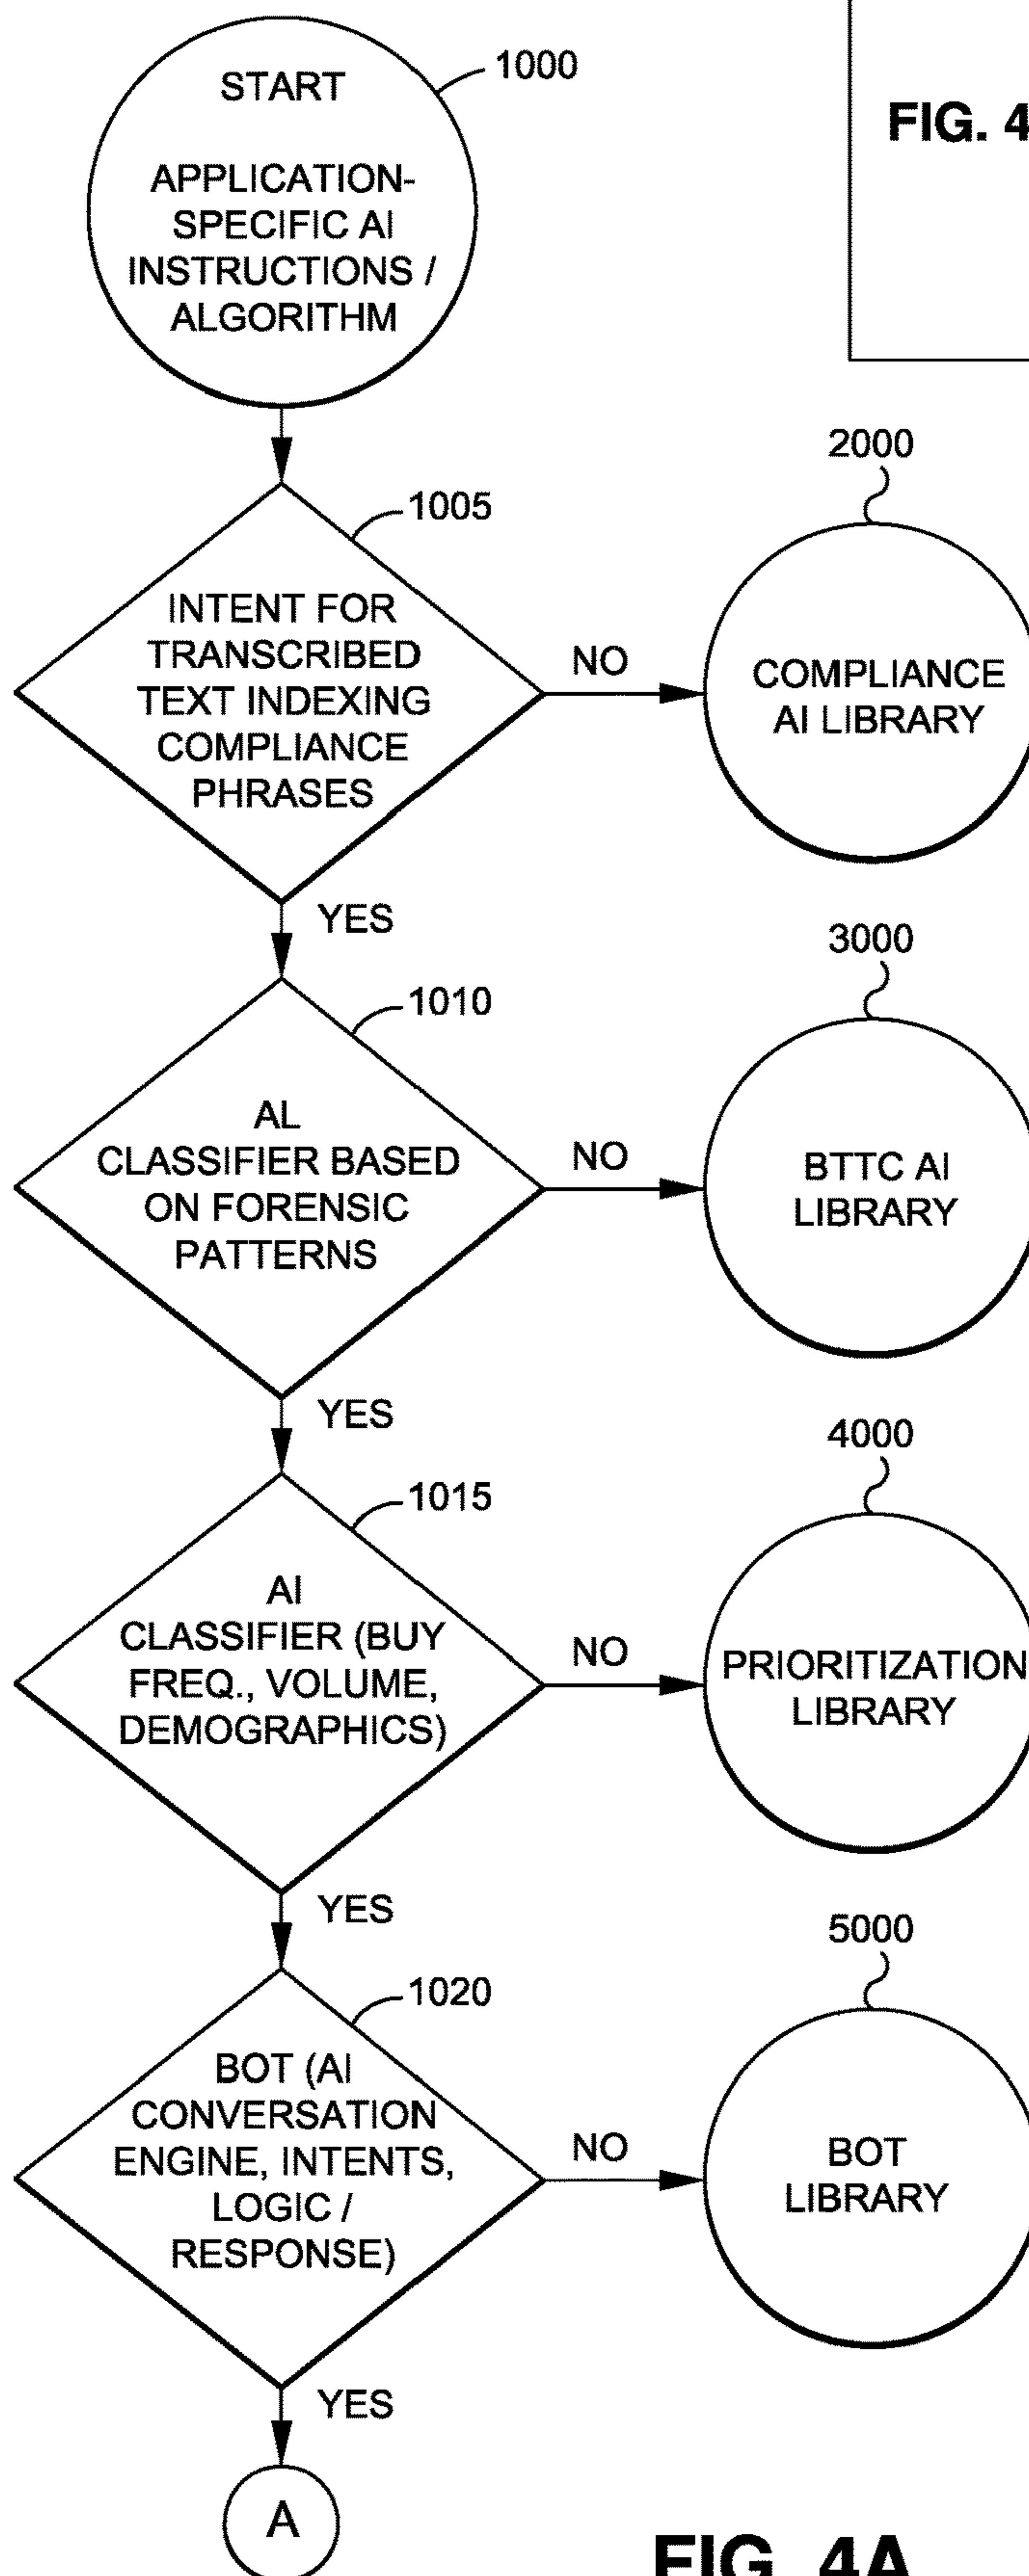 START
1000
APPLICATION-
SPECIFIC AI
INSTRUCTIONS /
ALGORITHM
FIG. 4
1005
INTENT FOR
TRANSCRIBED
TEXT INDEXING
COMPLIANCE
PHRASES
NO
2000
COMPLIANCE
AI LIBRARY
YES
1010
AL
CLASSIFIER BASED
ON FORENSIC
PATTERNS
NO
3000
BTTC AI
LIBRARY
YES
1015
AI
CLASSIFIER (BUY
FREQ., VOLUME,
DEMOGRAPHICS)
NO
4000
PRIORITIZATION
LIBRARY
YES
1020
BOT (AI
CONVERSATION
ENGINE, INTENTS,
LOGIC /
RESPONSE)
NO
5000
BOT
LIBRARY
YES
A
FIG. 4A